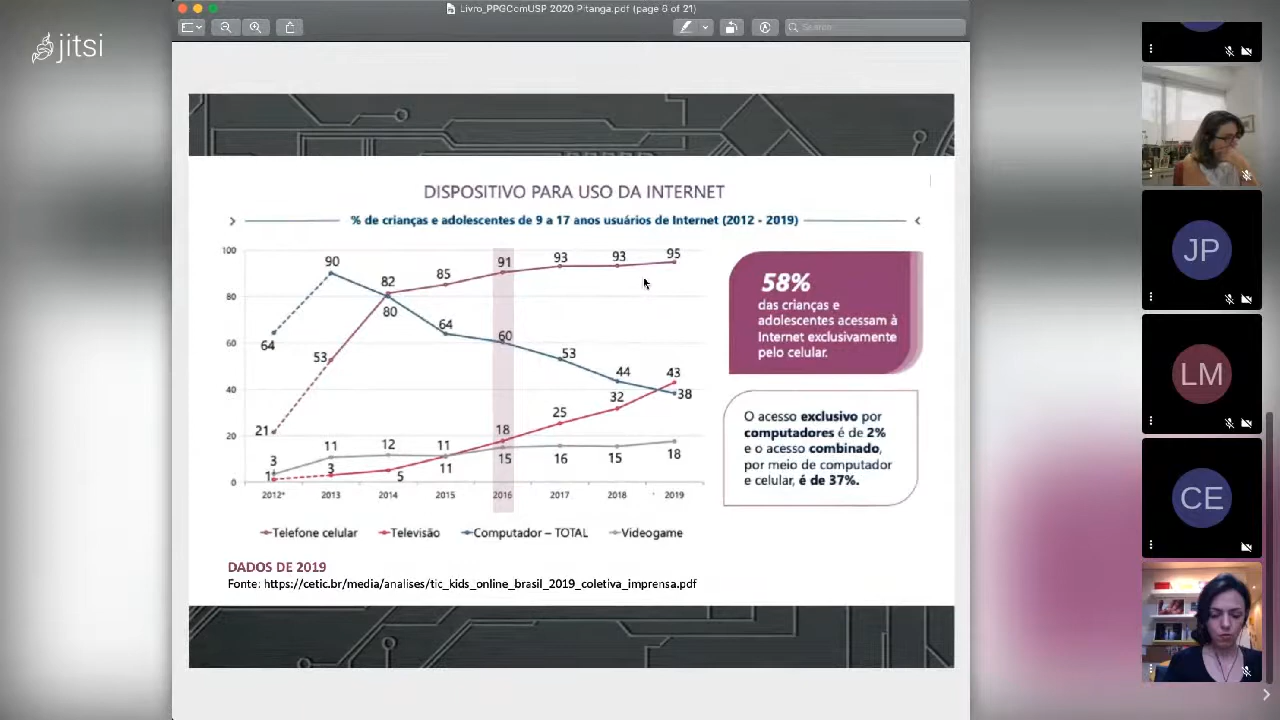 Livro_PPGComUSP 2020 Pitanga.pdf (page 6 of 21)
Search
jitsi
DISPOSITIVO PARA USO DA INTERNET
% de crianças e adolescentes de 9 a 17 anos usuários de Internet (2012 - 2019)
100
80
60
40
20
0
64
90
80
64
60
53
44
38
21
53
82
85
91
93
93
95
1
3
5
11
18
25
32
43
3
11
12
11
15
16
15
18
2012*
2013
2014
2015
2016
2017
2018
2019
Telefone celular
Televisão
Computador – TOTAL
Videogame
58%
das crianças e
adolescentes acessam à
Internet exclusivamente
pelo celular.
O acesso exclusivo por
computadores é de 2%
e o acesso combinado,
por meio de computador
e celular, é de 37%.
DADOS DE 2019
Fonte: https://cetic.br/media/analises/tic_kids_online_brasil_2019_coletiva_imprensa.pdf
JP
LM
CE